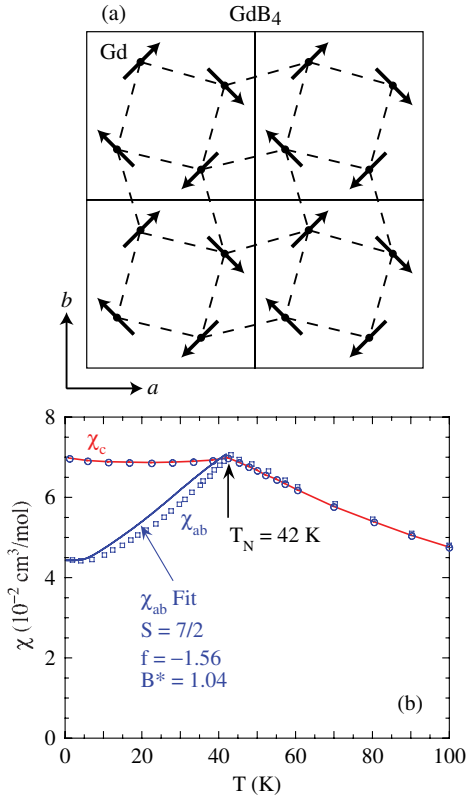 (a) GdB₄
Gd
b
a
8
6
4
2
0
χ (10⁻² cm³/mol)
χc
χab
T_N = 42 K
χab Fit
S = 7/2
f = −1.56
B* = 1.04
(b)
0 20 40 60 80 100
T (K)